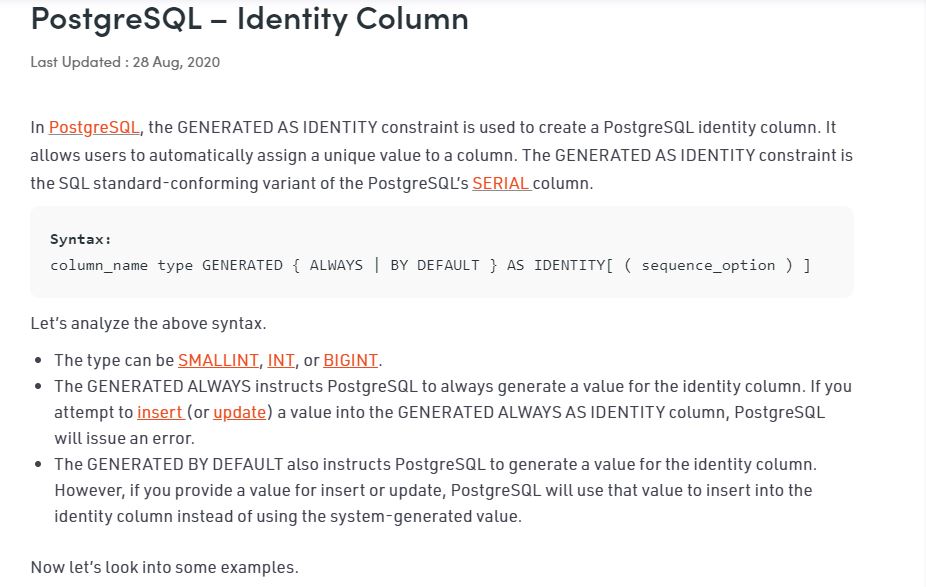 PostgreSQL – Identity Column
Last Updated : 28 Aug, 2020
In PostgreSQL, the GENERATED AS IDENTITY constraint is used to create a PostgreSQL identity column. It
allows users to automatically assign a unique value to a column. The GENERATED AS IDENTITY constraint is
the SQL standard-conforming variant of the PostgreSQL's SERIAL column.
Syntax:
column_name type GENERATED { ALWAYS | BY DEFAULT } AS IDENTITY[ ( sequence_option ) ]
Let's analyze the above syntax.
• The type can be SMALLINT, INT, or BIGINT.
• The GENERATED ALWAYS instructs PostgreSQL to always generate a value for the identity column. If you
attempt to insert (or update) a value into the GENERATED ALWAYS AS IDENTITY column, PostgreSQL
will issue an error.
• The GENERATED BY DEFAULT also instructs PostgreSQL to generate a value for the identity column.
However, if you provide a value for insert or update, PostgreSQL will use that value to insert into the
identity column instead of using the system-generated value.
Now let's look into some examples.